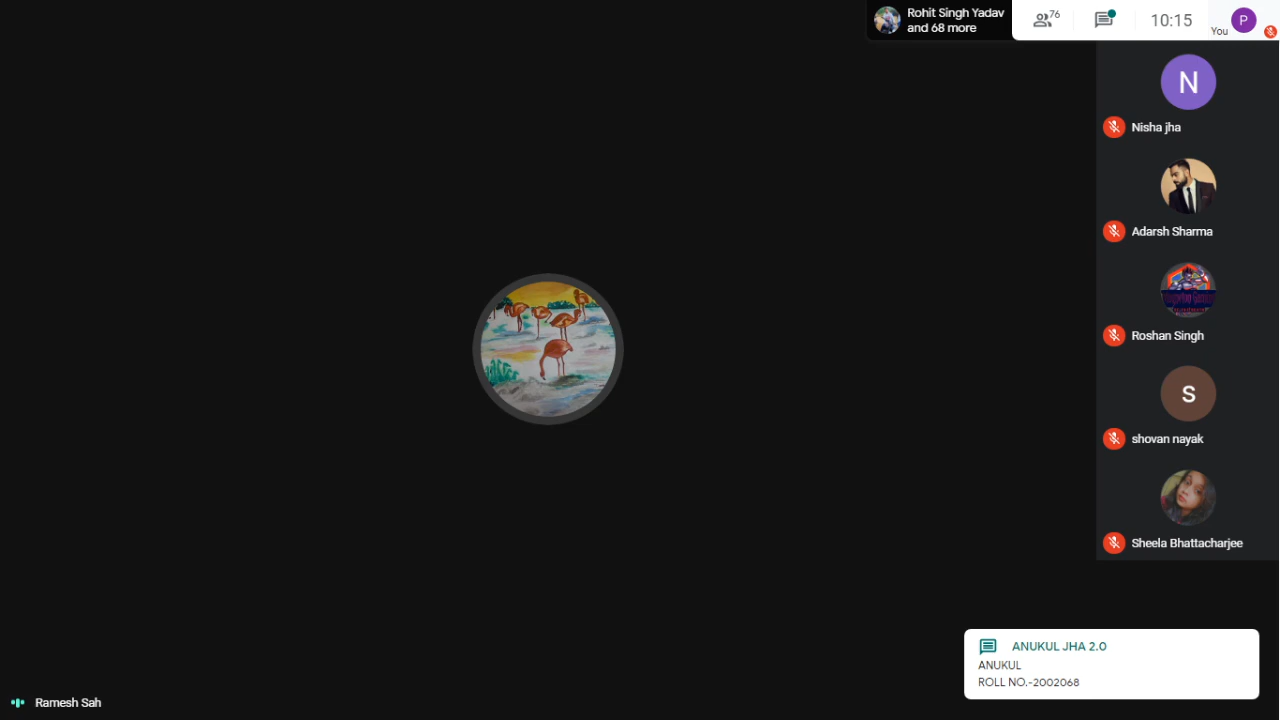 Rohit Singh Yadav
and 68 more
76
10:15
You
P
N
Nisha jha
Adarsh Sharma
Roshan Singh
s
shovan nayak
Sheela Bhattacharjee
ANUKUL JHA 2.0
ANUKUL
ROLL NO.-2002068
Ramesh Sah